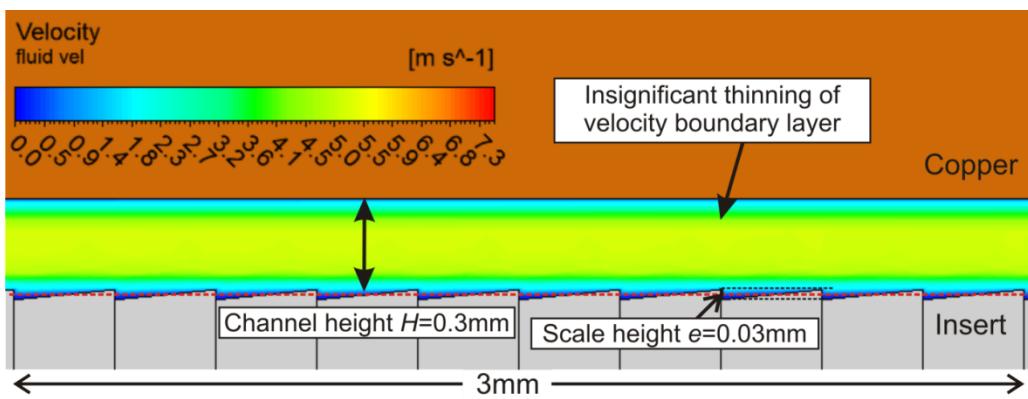 Velocity
fluid vel
[m s^-1]
0.0 0.5 0.9 1.4 1.8 2.3 2.7 3.2 3.6 4.1 4.5 5.0 5.5 5.9 6.4 6.8 7.3
Insignificant thinning of
velocity boundary layer
Copper
Channel height H=0.3mm
Scale height e=0.03mm
Insert
3mm